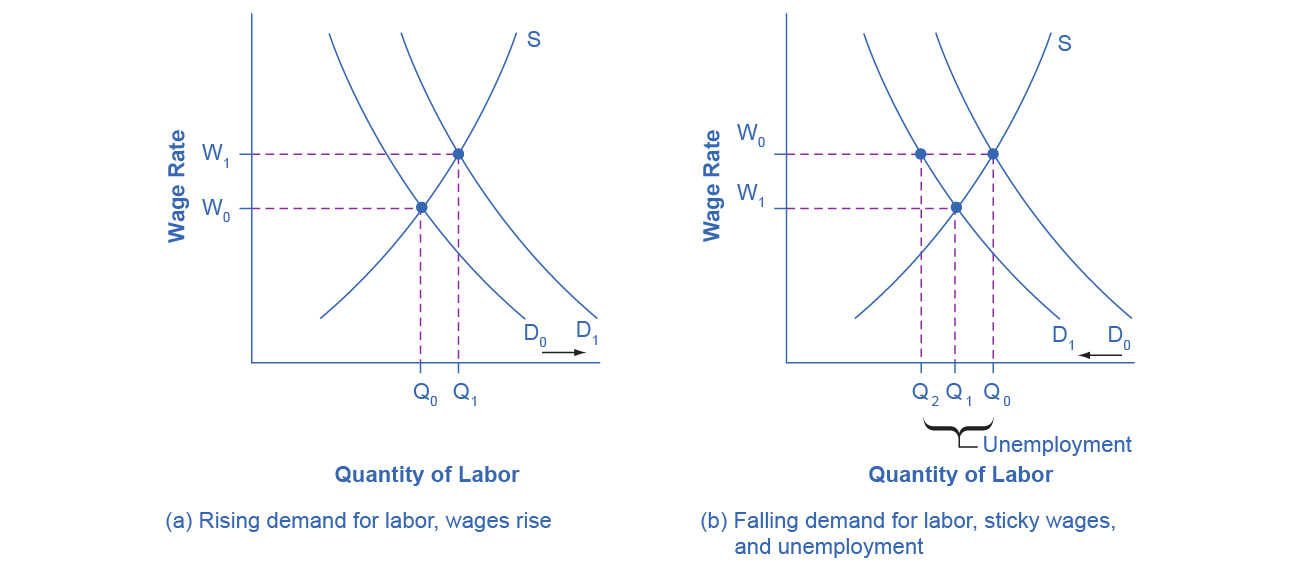 S
Wage Rate
W1
W0
D0
D1
Q0 Q1
Quantity of Labor
(a) Rising demand for labor, wages rise
S
Wage Rate
W0
W1
D1
D0
Q2 Q1 Q0
Unemployment
Quantity of Labor
(b) Falling demand for labor, sticky wages,
and unemployment